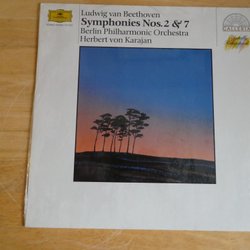 Ludwig van Beethoven
Symphonies Nos. 2 & 7
Berlin Philharmonic Orchestra
Herbert von Karajan